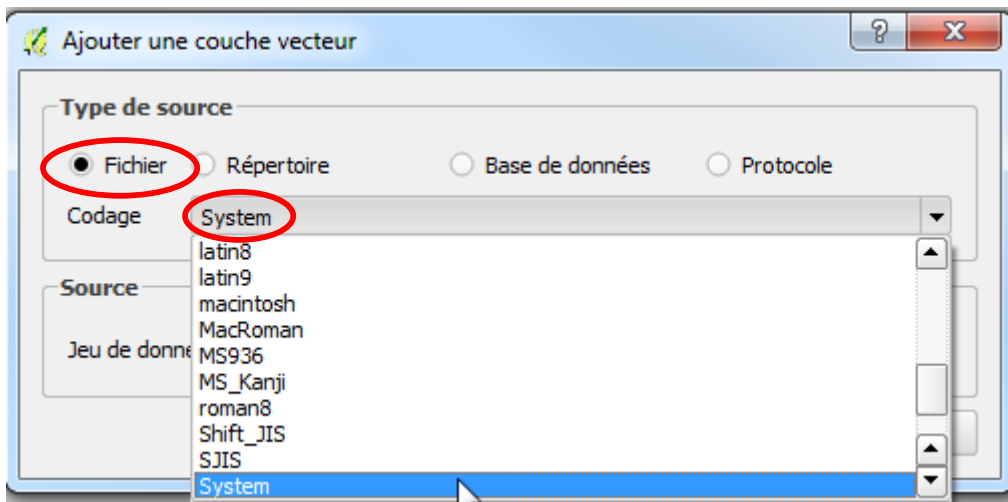 Ajouter une couche vecteur ?
Type de source
Fichier Répertoire Base de données Protocole
Codage System
latin8
latin9
Source
macintosh
MacRoman
Jeu de donné
MS936
MS_Kanji
roman8
Shift_JIS
SJIS
System